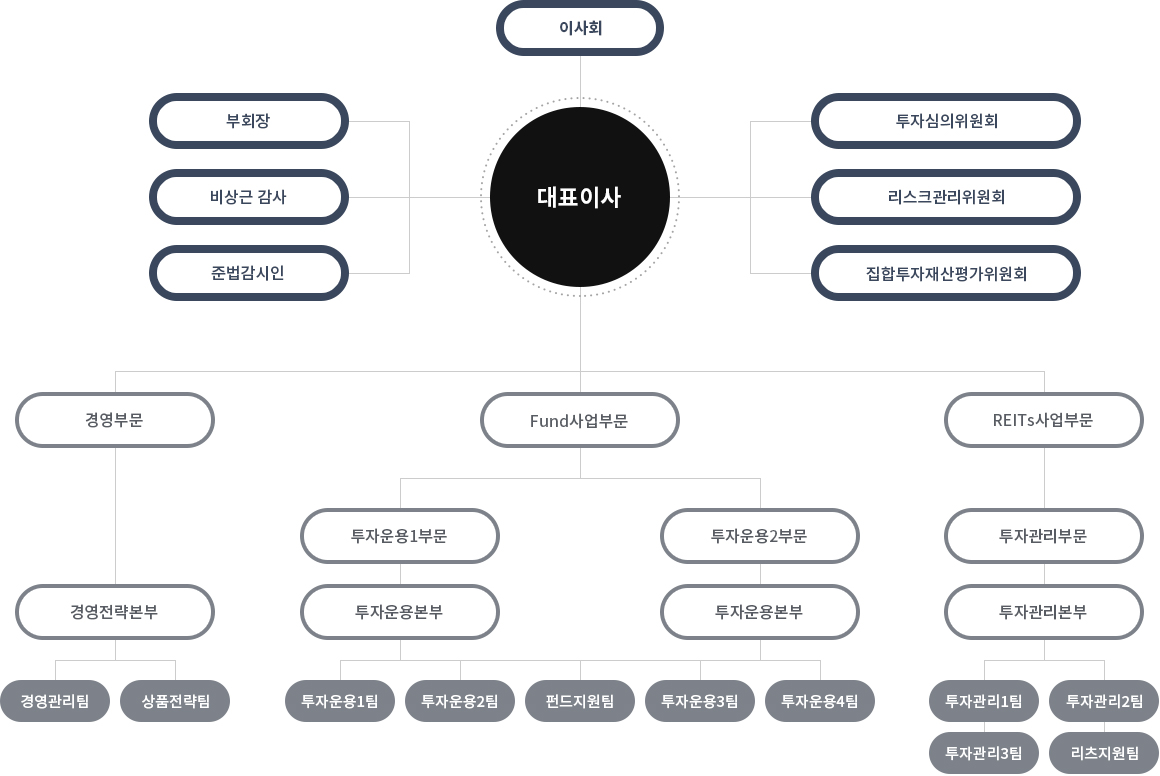 이사회
부회장
투자심의위원회
비상근 감사
대표이사
리스크관리위원회
준법감시인
집합투자재산평가위원회
경영부문
Fund사업부문
REITs사업부문
투자운용1부문
투자운용2부문
투자관리부문
경영전략본부
투자운용본부
투자운용본부
투자관리본부
경영관리팀
상품전략팀
투자운용1팀
투자운용2팀
펀드지원팀
투자운용3팀
투자운용4팀
투자관리1팀
투자관리2팀
투자관리3팀
리츠지원팀